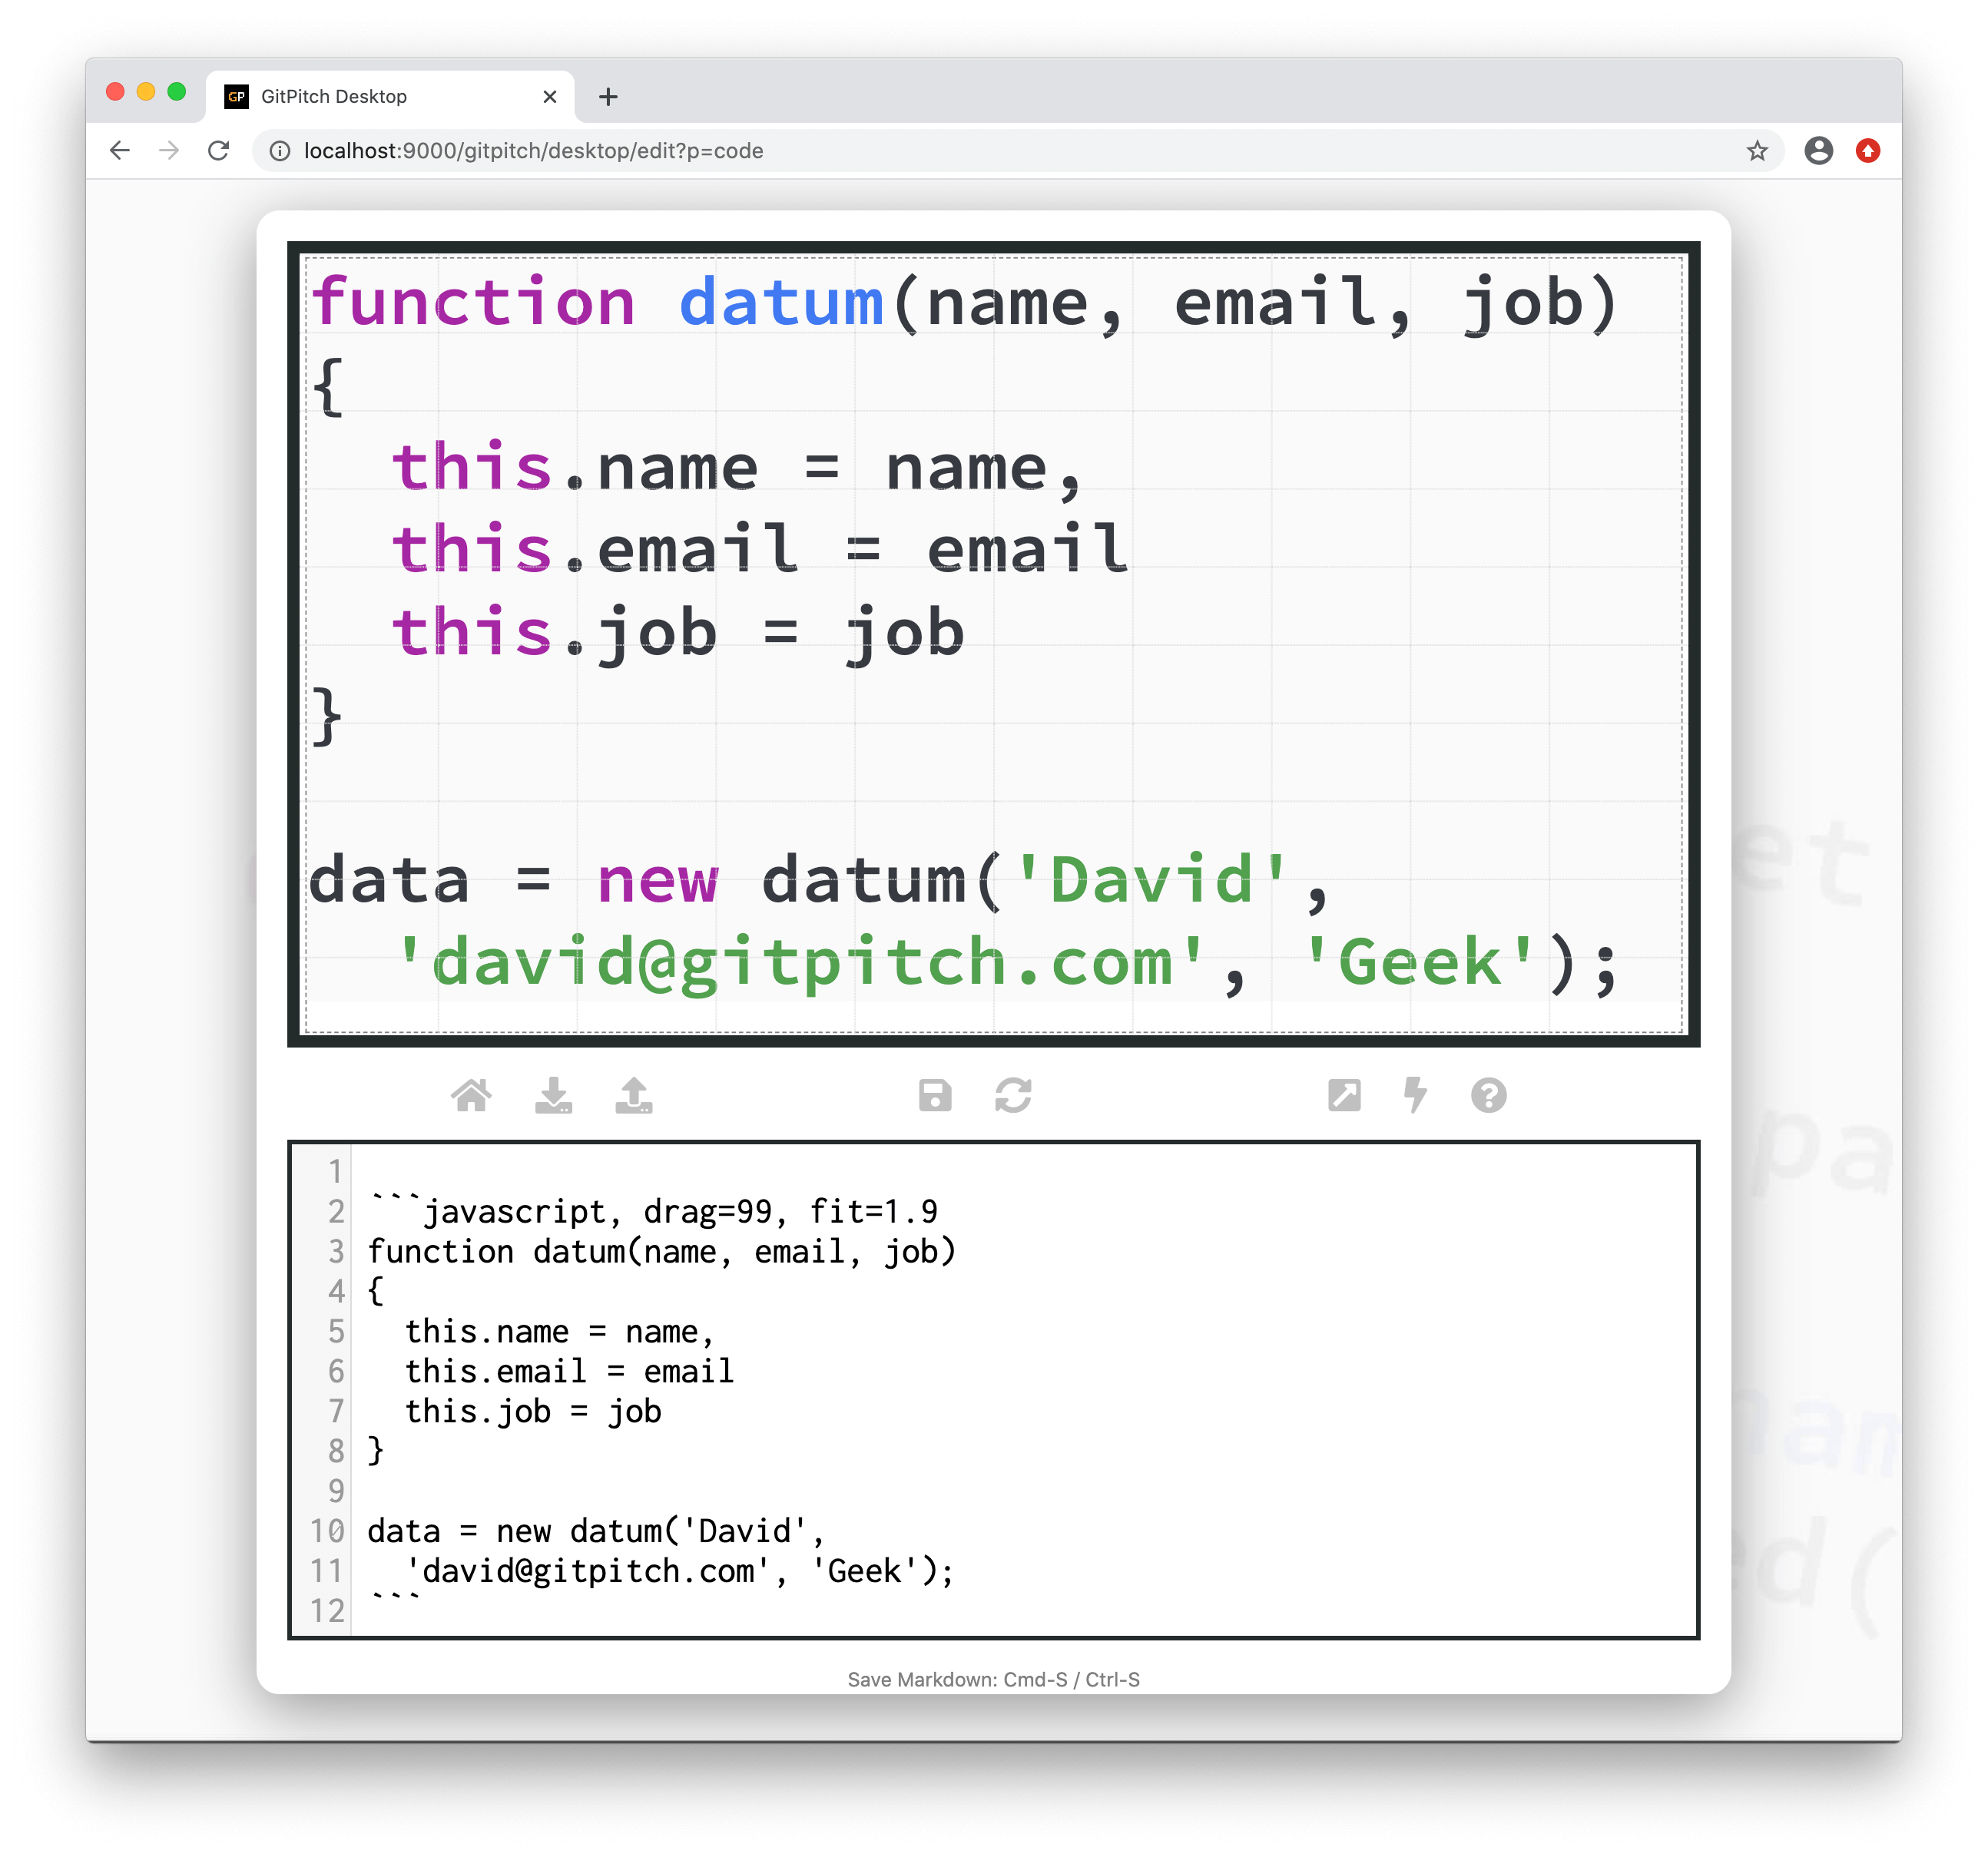 GP GitPitch Desktop
localhost:9000/gitpitch/desktop/edit?p=code
function datum(name, email, job)
{
  this.name = name,
  this.email = email
  this.job = job
}
data = new datum('David',
  'david@gitpitch.com', 'Geek');
1
2 ```javascript, drag=99, fit=1.9
3 function datum(name, email, job)
4 {
5   this.name = name,
6   this.email = email
7   this.job = job
8 }
9
10 data = new datum('David',
11   'david@gitpitch.com', 'Geek');
12 ```
Save Markdown: Cmd-S / Ctrl-S